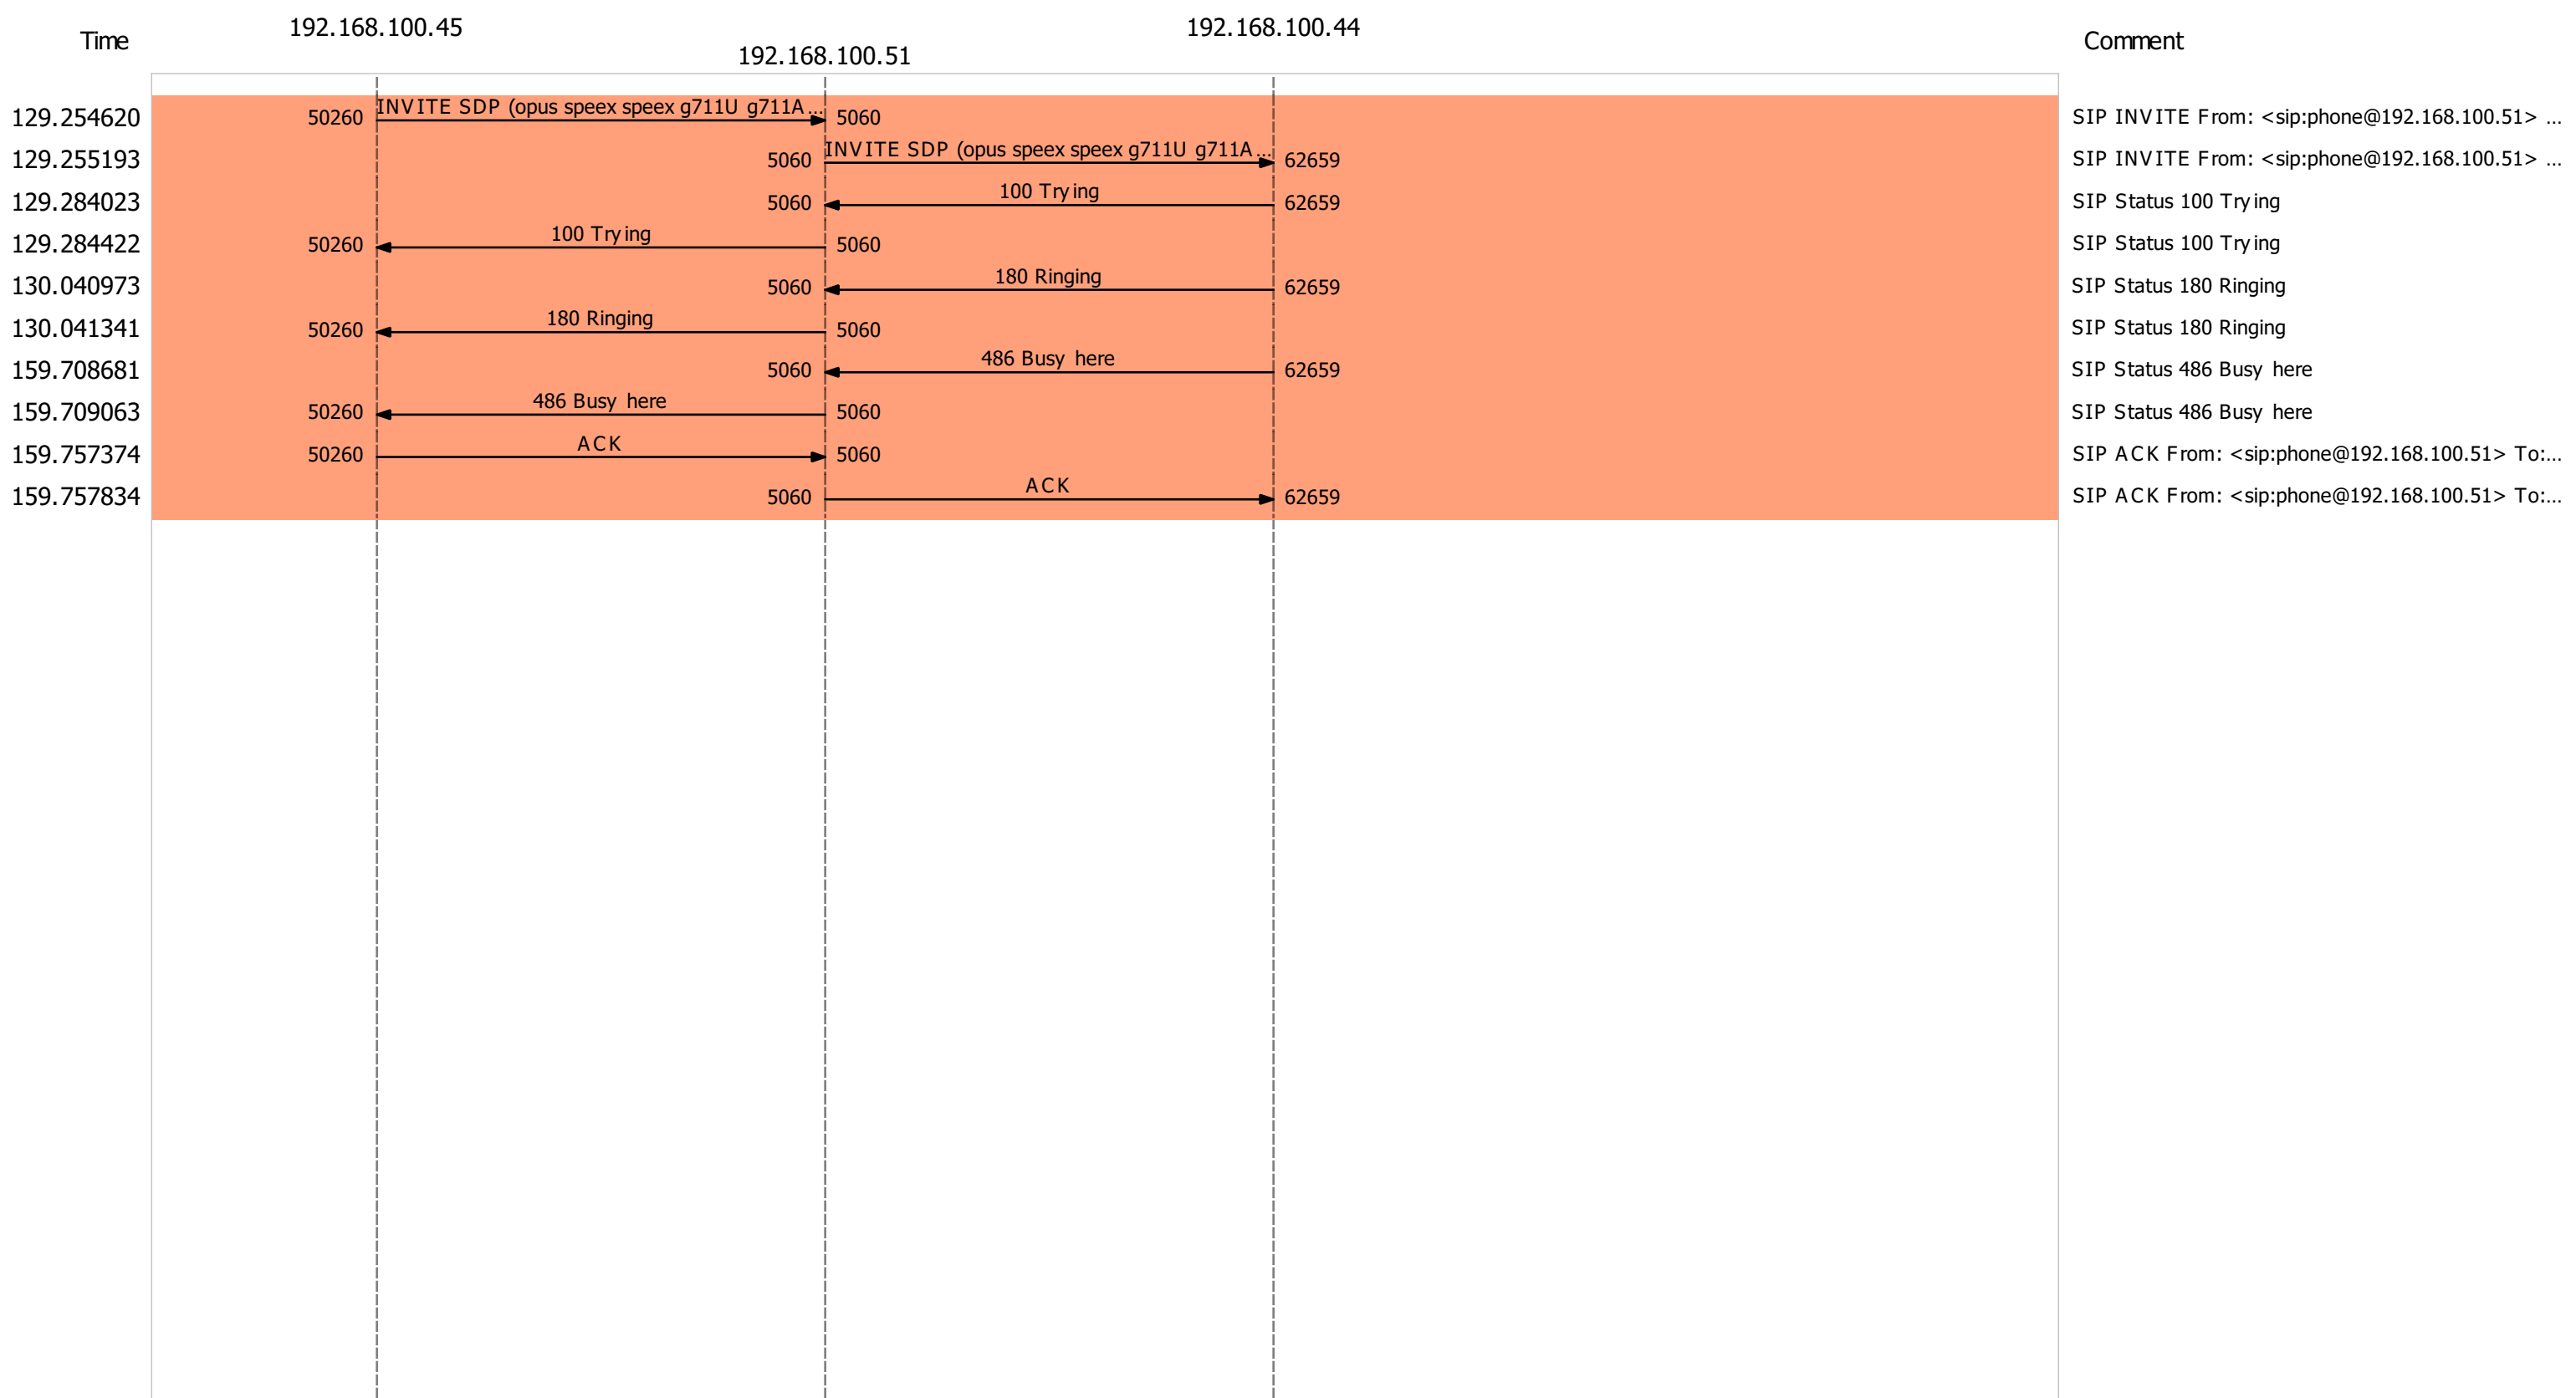 192.168.100.45 192.168.100.44
Time Comment
192.168.100.51
INVITE SDP (opus speex speex g711U g711A...
129.254620 50260 5060 SIP INVITE From: <sip:phone@192.168.100.51> ...
INVITE SDP (opus speex speex g711U g711A...
129.255193 5060 62659 SIP INVITE From: <sip:phone@192.168.100.51> ...
100 Trying
129.284023 5060 62659 SIP Status 100 Trying
100 Trying
129.284422 50260 5060 SIP Status 100 Trying
180 Ringing
130.040973 5060 62659 SIP Status 180 Ringing
180 Ringing
130.041341 50260 5060 SIP Status 180 Ringing
486 Busy here
159.708681 5060 62659 SIP Status 486 Busy here
486 Busy here
159.709063 50260 5060 SIP Status 486 Busy here
ACK
159.757374 50260 5060 SIP ACK From: <sip:phone@192.168.100.51> To:...
ACK
159.757834 5060 62659 SIP ACK From: <sip:phone@192.168.100.51> To:...